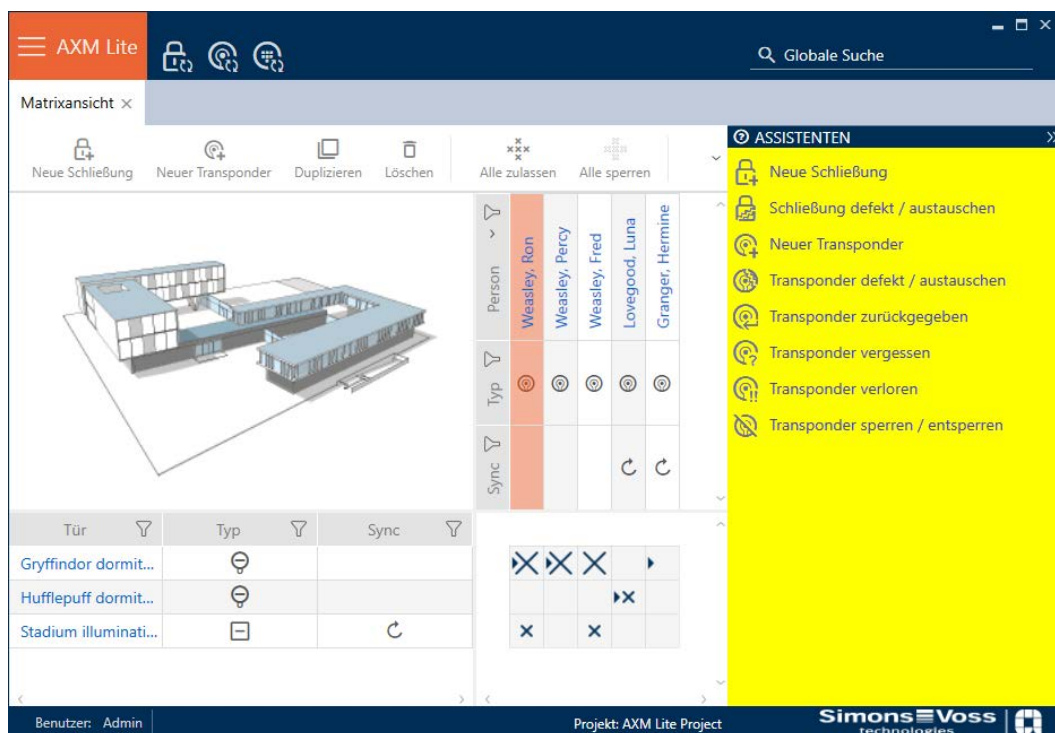 AXM Lite
Globale Suche
Matrixansicht ×
Neue Schließung
Neuer Transponder
Duplizieren
Löschen
Alle zulassen
Alle sperren
ASSISTENTEN
Neue Schließung
Schließung defekt / austauschen
Neuer Transponder
Transponder defekt / austauschen
Transponder zurückgegeben
Transponder vergessen
Transponder verloren
Transponder sperren / entsperren
Person
Weasley, Ron
Weasley, Percy
Weasley, Fred
Lovegood, Luna
Granger, Hermine
Typ
Sync
Tür Typ Sync
Gryffindor dormit...
Hufflepuff dormit...
Stadium illuminati...
Benutzer: Admin
Projekt: AXM Lite Project
Simons Voss
technologies